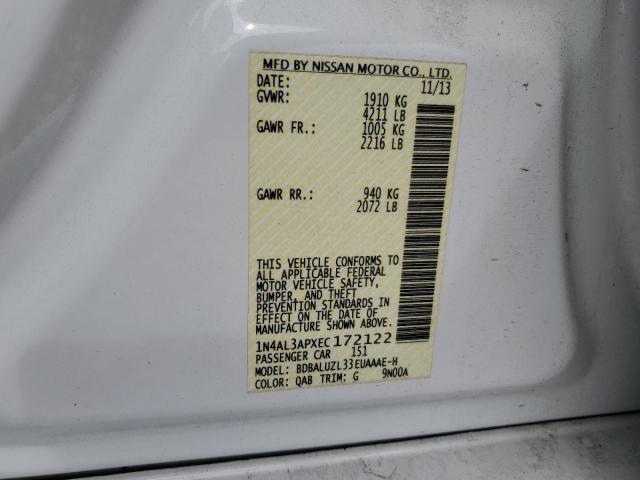 MFD BY NISSAN MOTOR CO., LTD.
DATE: 11/13
GVWR: 1910 KG
4211 LB
GAWR FR.: 1005 KG
2216 LB
GAWR RR.: 940 KG
2072 LB
THIS VEHICLE CONFORMS TO
ALL APPLICABLE FEDERAL
MOTOR VEHICLE SAFETY,
BUMPER, AND THEFT
PREVENTION STANDARDS IN
EFFECT ON THE DATE OF
MANUFACTURE SHOWN ABOVE.
1N4AL3APXEC172122
PASSENGER CAR 151
MODEL: BDBALUZL33EUAAAE-H
COLOR: QAB TRIM: G 9N00A